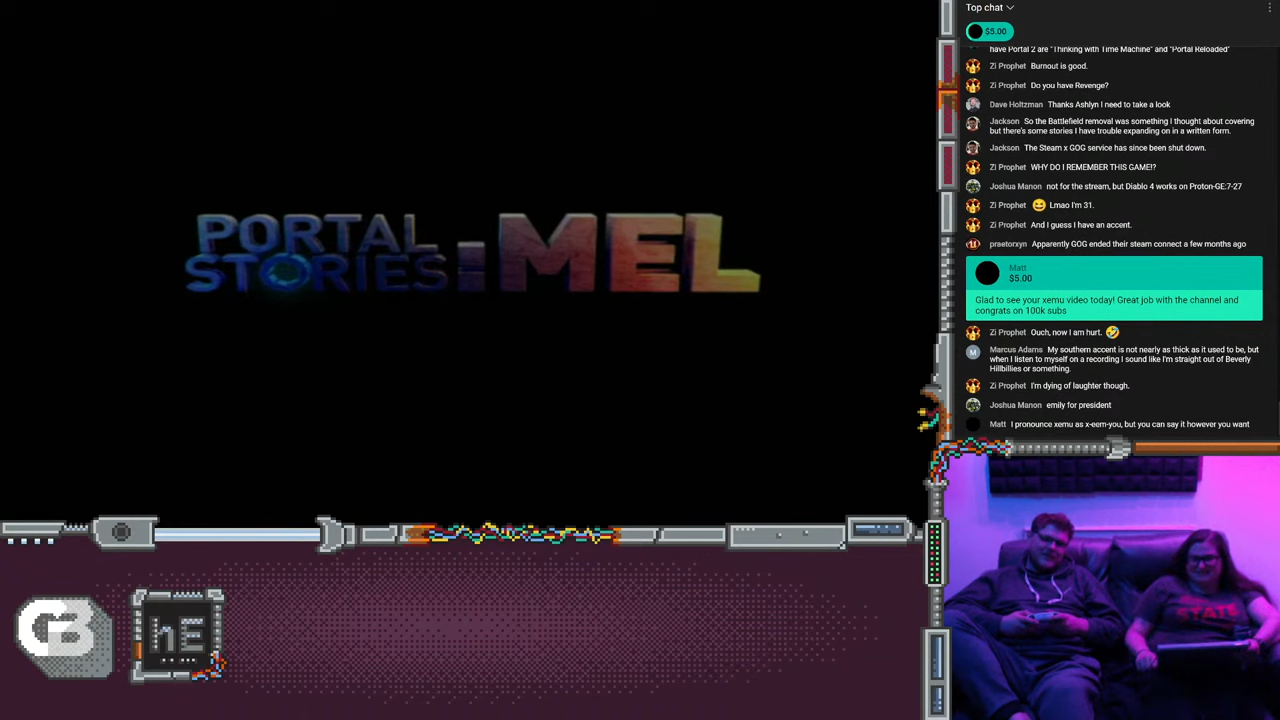 PORTAL
STORIES: MEL
Top chat
$5.00
have Portal 2 are "Thinking with Time Machine" and "Portal Reloaded"
Zi Prophet Burnout is good.
Zi Prophet Do you have Revenge?
Dave Holtzman Thanks Ashlyn I need to take a look
Jackson So the Battlefield removal was something I thought about covering
but there's some stories I have trouble expanding on in a written form.
Jackson The Steam x GOG service has since been shut down.
Zi Prophet WHY DO I REMEMBER THIS GAME!?
Joshua Manon not for the stream, but Diablo 4 works on Proton-GE:7-27
Zi Prophet 😆 Lmao I'm 31.
Zi Prophet And I guess I have an accent.
praetorxyn Apparently GOG ended their steam connect a few months ago
Matt
$5.00
Glad to see your xemu video today! Great job with the channel and
congrats on 100k subs
Zi Prophet Ouch, now I am hurt. 🤣
Marcus Adams My southern accent is not nearly as thick as it used to be, but
when I listen to myself on a recording I sound like I'm straight out of Beverly
Hillbillies or something.
Zi Prophet I'm dying of laughter though.
Joshua Manon emily for president
Matt I pronounce xemu as x-eem-you, but you can say it however you want
M
GB
hE
STATE